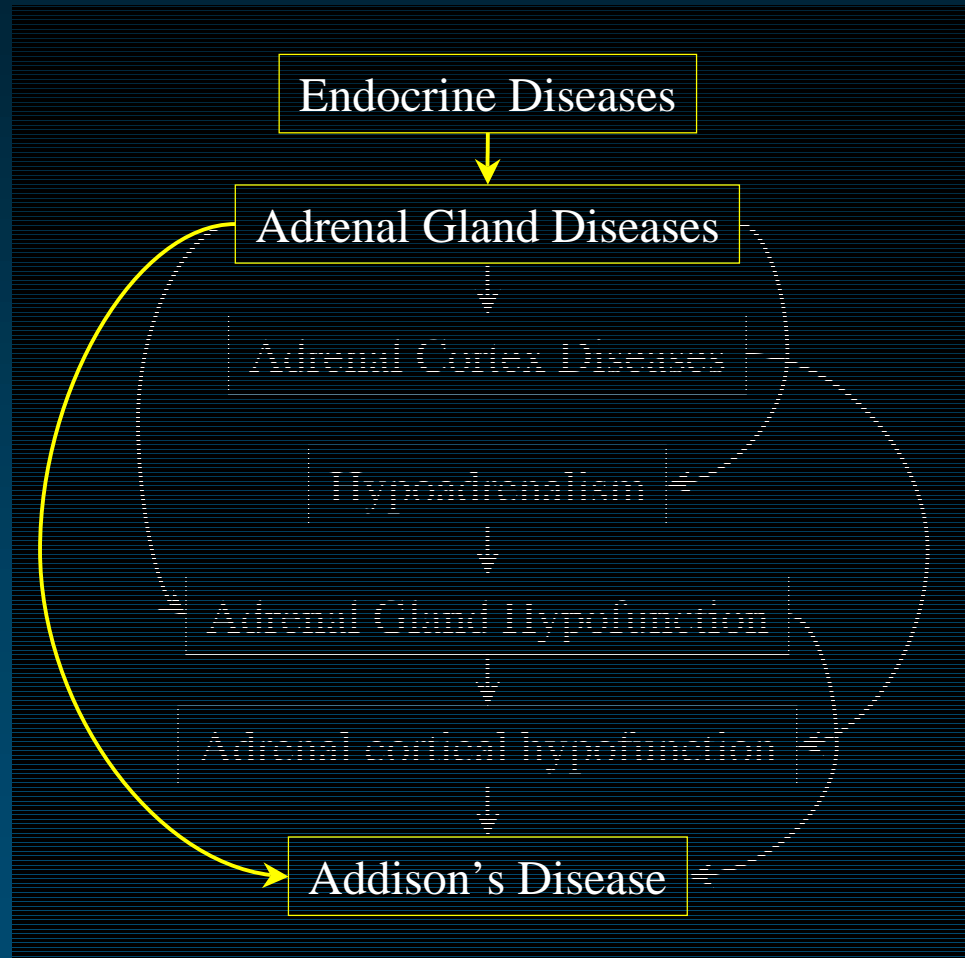 Endocrine Diseases
Adrenal Gland Diseases
Adrenal Cortex Diseases
Hypoadrenalism
Adrenal Gland Hypofunction
Adrenal cortical hypofunction
Addison’s Disease